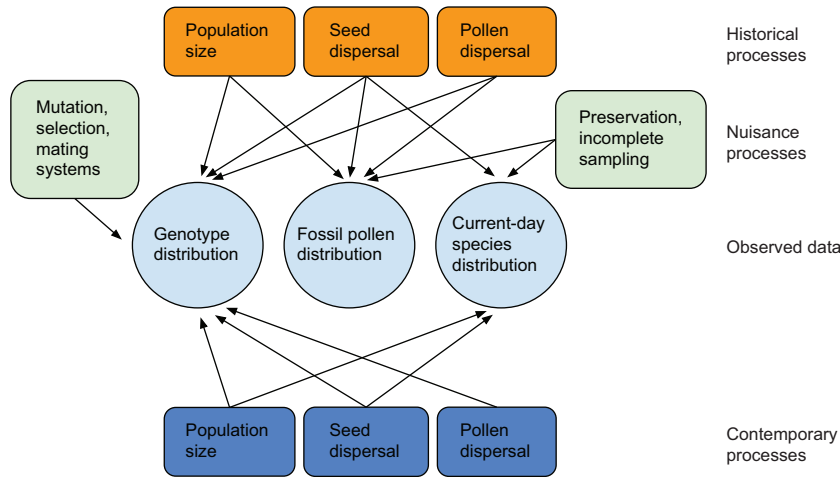 Population
size
Seed
dispersal
Pollen
dispersal
Historical
processes
Mutation,
selection,
mating
systems
Preservation,
incomplete
sampling
Nuisance
processes
Genotype
distribution
Fossil pollen
distribution
Current-day
species
distribution
Observed data
Population
size
Seed
dispersal
Pollen
dispersal
Contemporary
processes